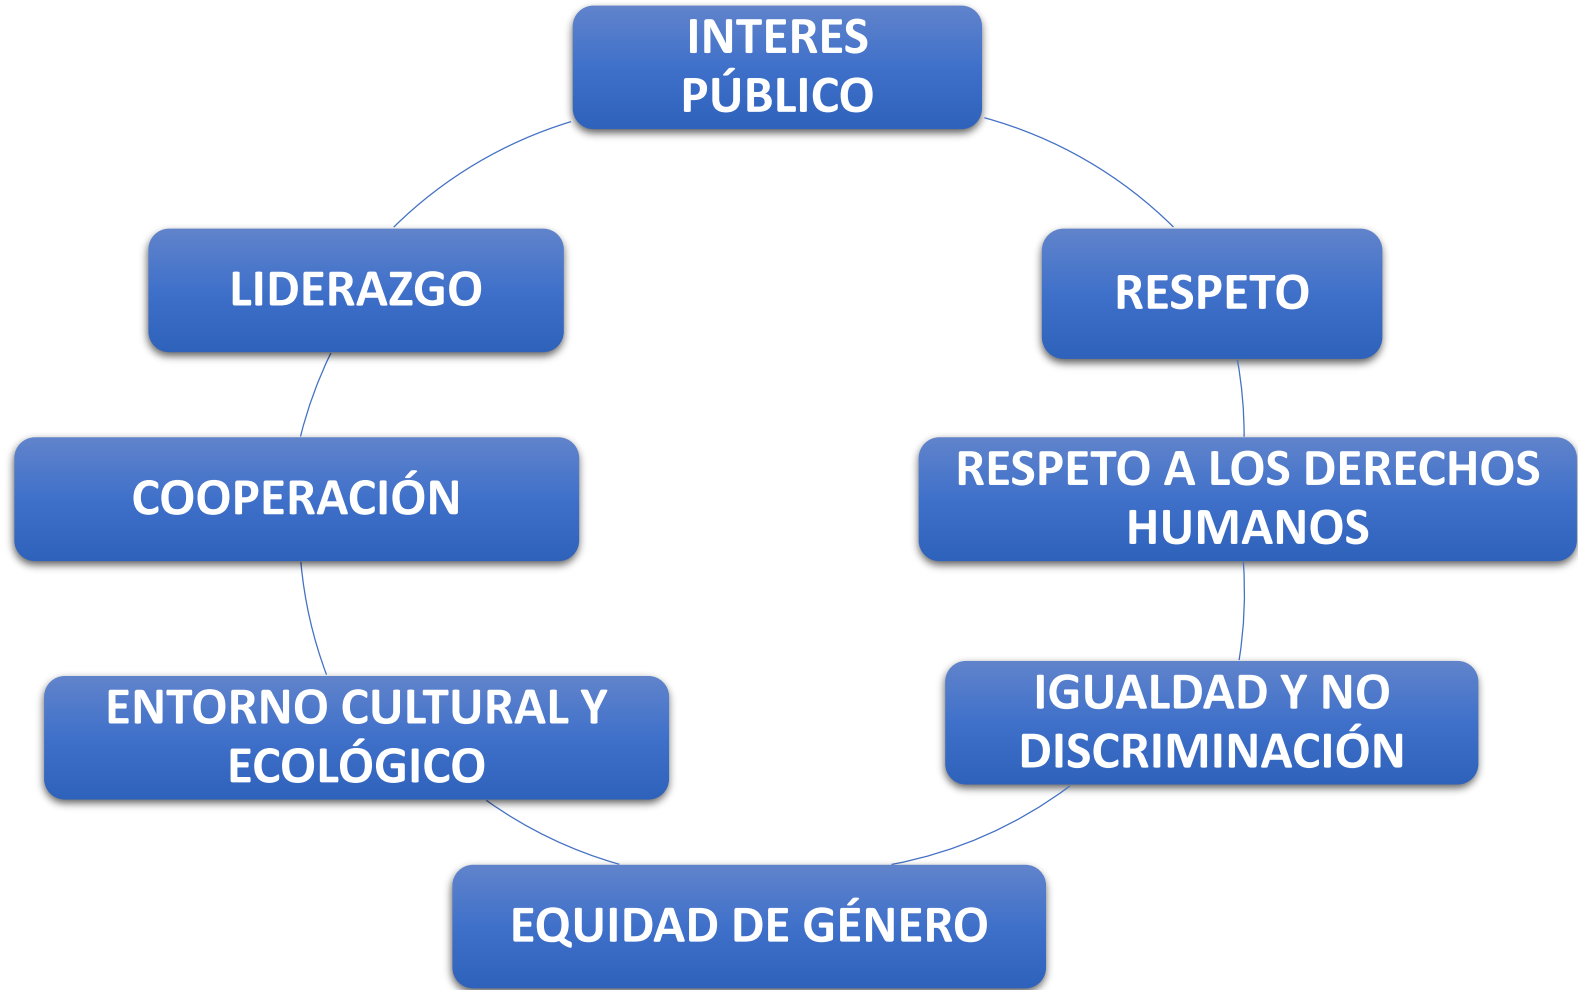 INTERES
PÚBLICO
LIDERAZGO
RESPETO
COOPERACIÓN
RESPETO A LOS DERECHOS
HUMANOS
ENTORNO CULTURAL Y
ECOLÓGICO
IGUALDAD Y NO
DISCRIMINACIÓN
EQUIDAD DE GÉNERO